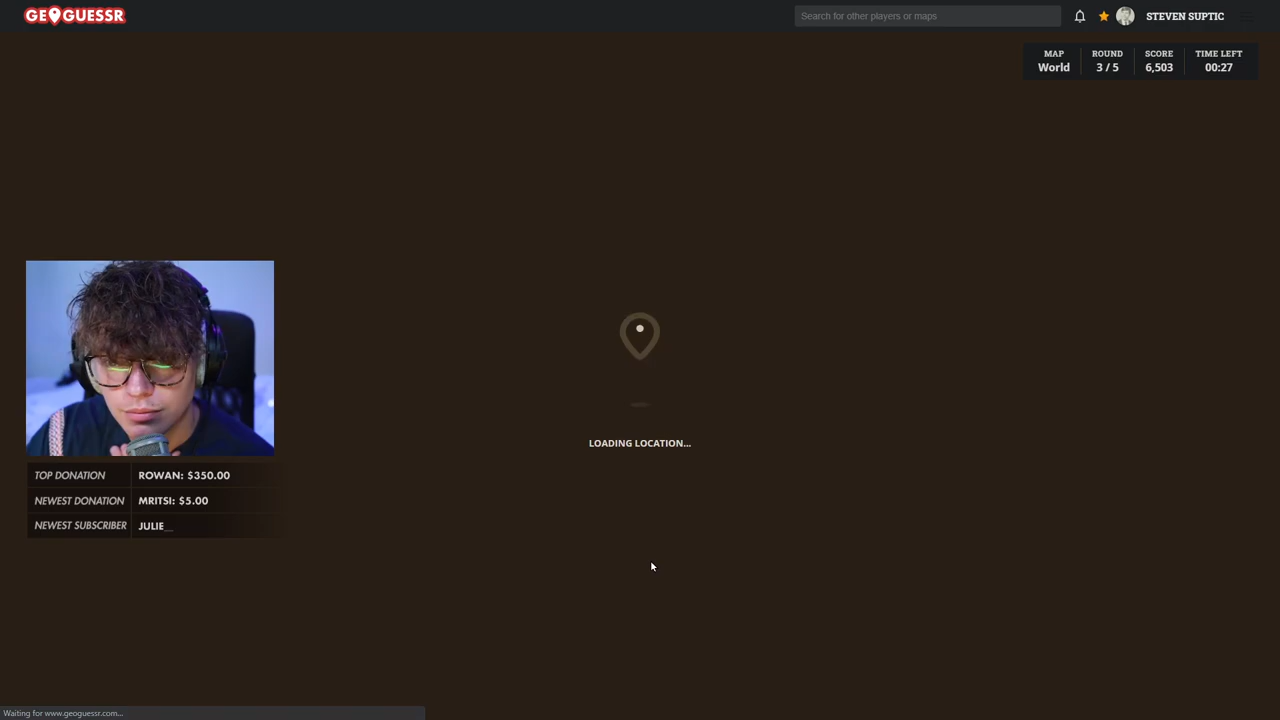 GEOGUESSR
Search for other players or maps
STEVEN SUPTIC
MAP ROUND SCORE TIME LEFT
World 3 / 5 6,503 00:27
LOADING LOCATION...
TOP DONATION ROWAN: $350.00
NEWEST DONATION MRITSI: $5.00
NEWEST SUBSCRIBER JULIE__
Waiting for www.geoguessr.com...